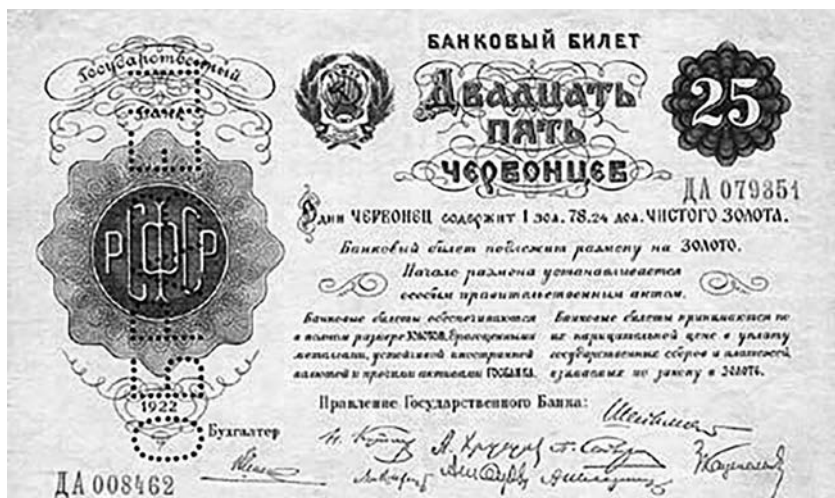 БАНКОВЫЙ БИЛЕТ
Государственный
Банк
ДВАДЦАТЬ
ПЯТЬ
ЧЕРВОНЦЕВ
25
ДА 079351
РСФСР
Один ЧЕРВОНЕЦ содержит 1 зол. 78.24 дол. ЧИСТОГО ЗОЛОТА.
Банковый билет подлежит размену на ЗОЛОТО.
Начало размена устанавливается
особым правительственным актом.
Банковые билеты обеспечиваются
в полном размере золотом, драгоценными
металлами, устойчивой иностранной
валютой и прочими активами ГОСБАНКА.
Банковые билеты принимаются по
их нарицательной цене в уплату
государственных сборов и платежей,
взимаемых по закону в золоте.
1922
Правление Государственного Банка:
Бухгалтер
ДА 008462